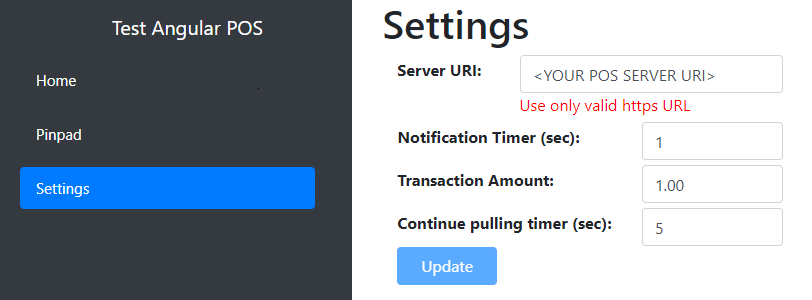 Test Angular POS
Home
Pinpad
Settings
Settings
Server URI: <YOUR POS SERVER URI>
Use only valid https URL
Notification Timer (sec): 1
Transaction Amount: 1.00
Continue pulling timer (sec): 5
Update